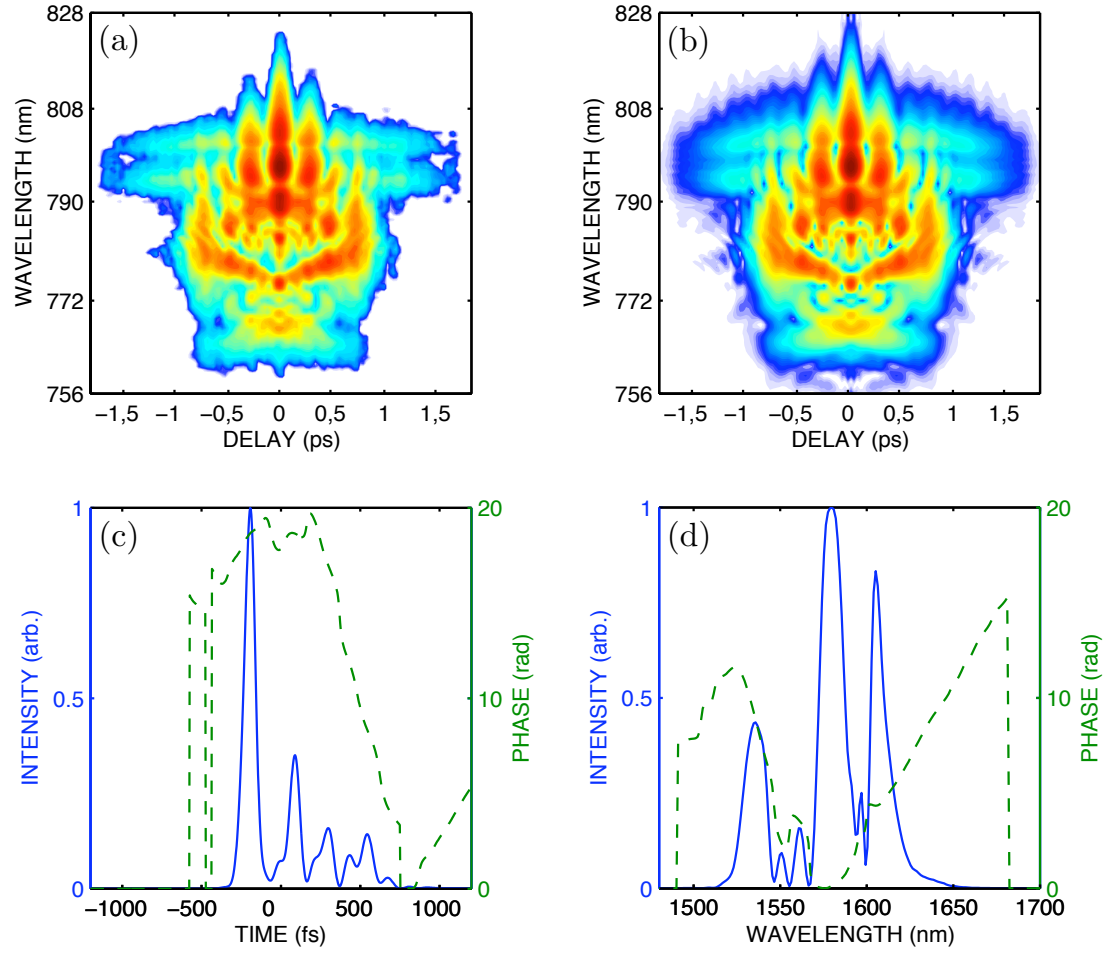 (a)
828
808
790
772
756
WAVELENGTH (nm)
−1,5 −1 −0,5 0 0,5 1 1,5
DELAY (ps)
(b)
828
808
790
772
756
WAVELENGTH (nm)
−1,5 −1 −0,5 0 0,5 1 1,5
DELAY (ps)
(c)
1
0.5
0
INTENSITY (arb.)
20
10
0
PHASE (rad)
−1000 −500 0 500 1000
TIME (fs)
(d)
1
0.5
0
INTENSITY (arb.)
20
10
0
PHASE (rad)
1500 1550 1600 1650 1700
WAVELENGTH (nm)